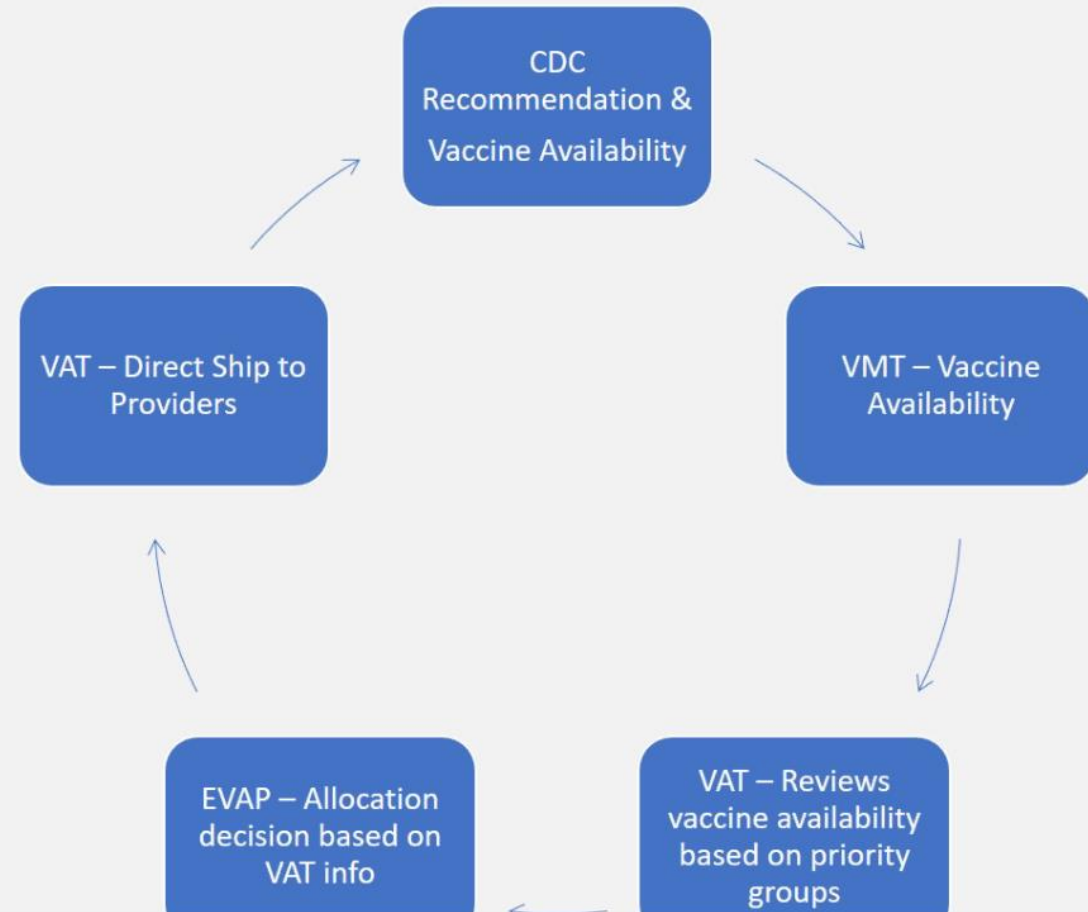 CDC
Recommendation &
Vaccine Availability
VMT – Vaccine
Availability
VAT – Reviews
vaccine availability
based on priority
groups
EVAP – Allocation
decision based on
VAT info
VAT – Direct Ship to
Providers